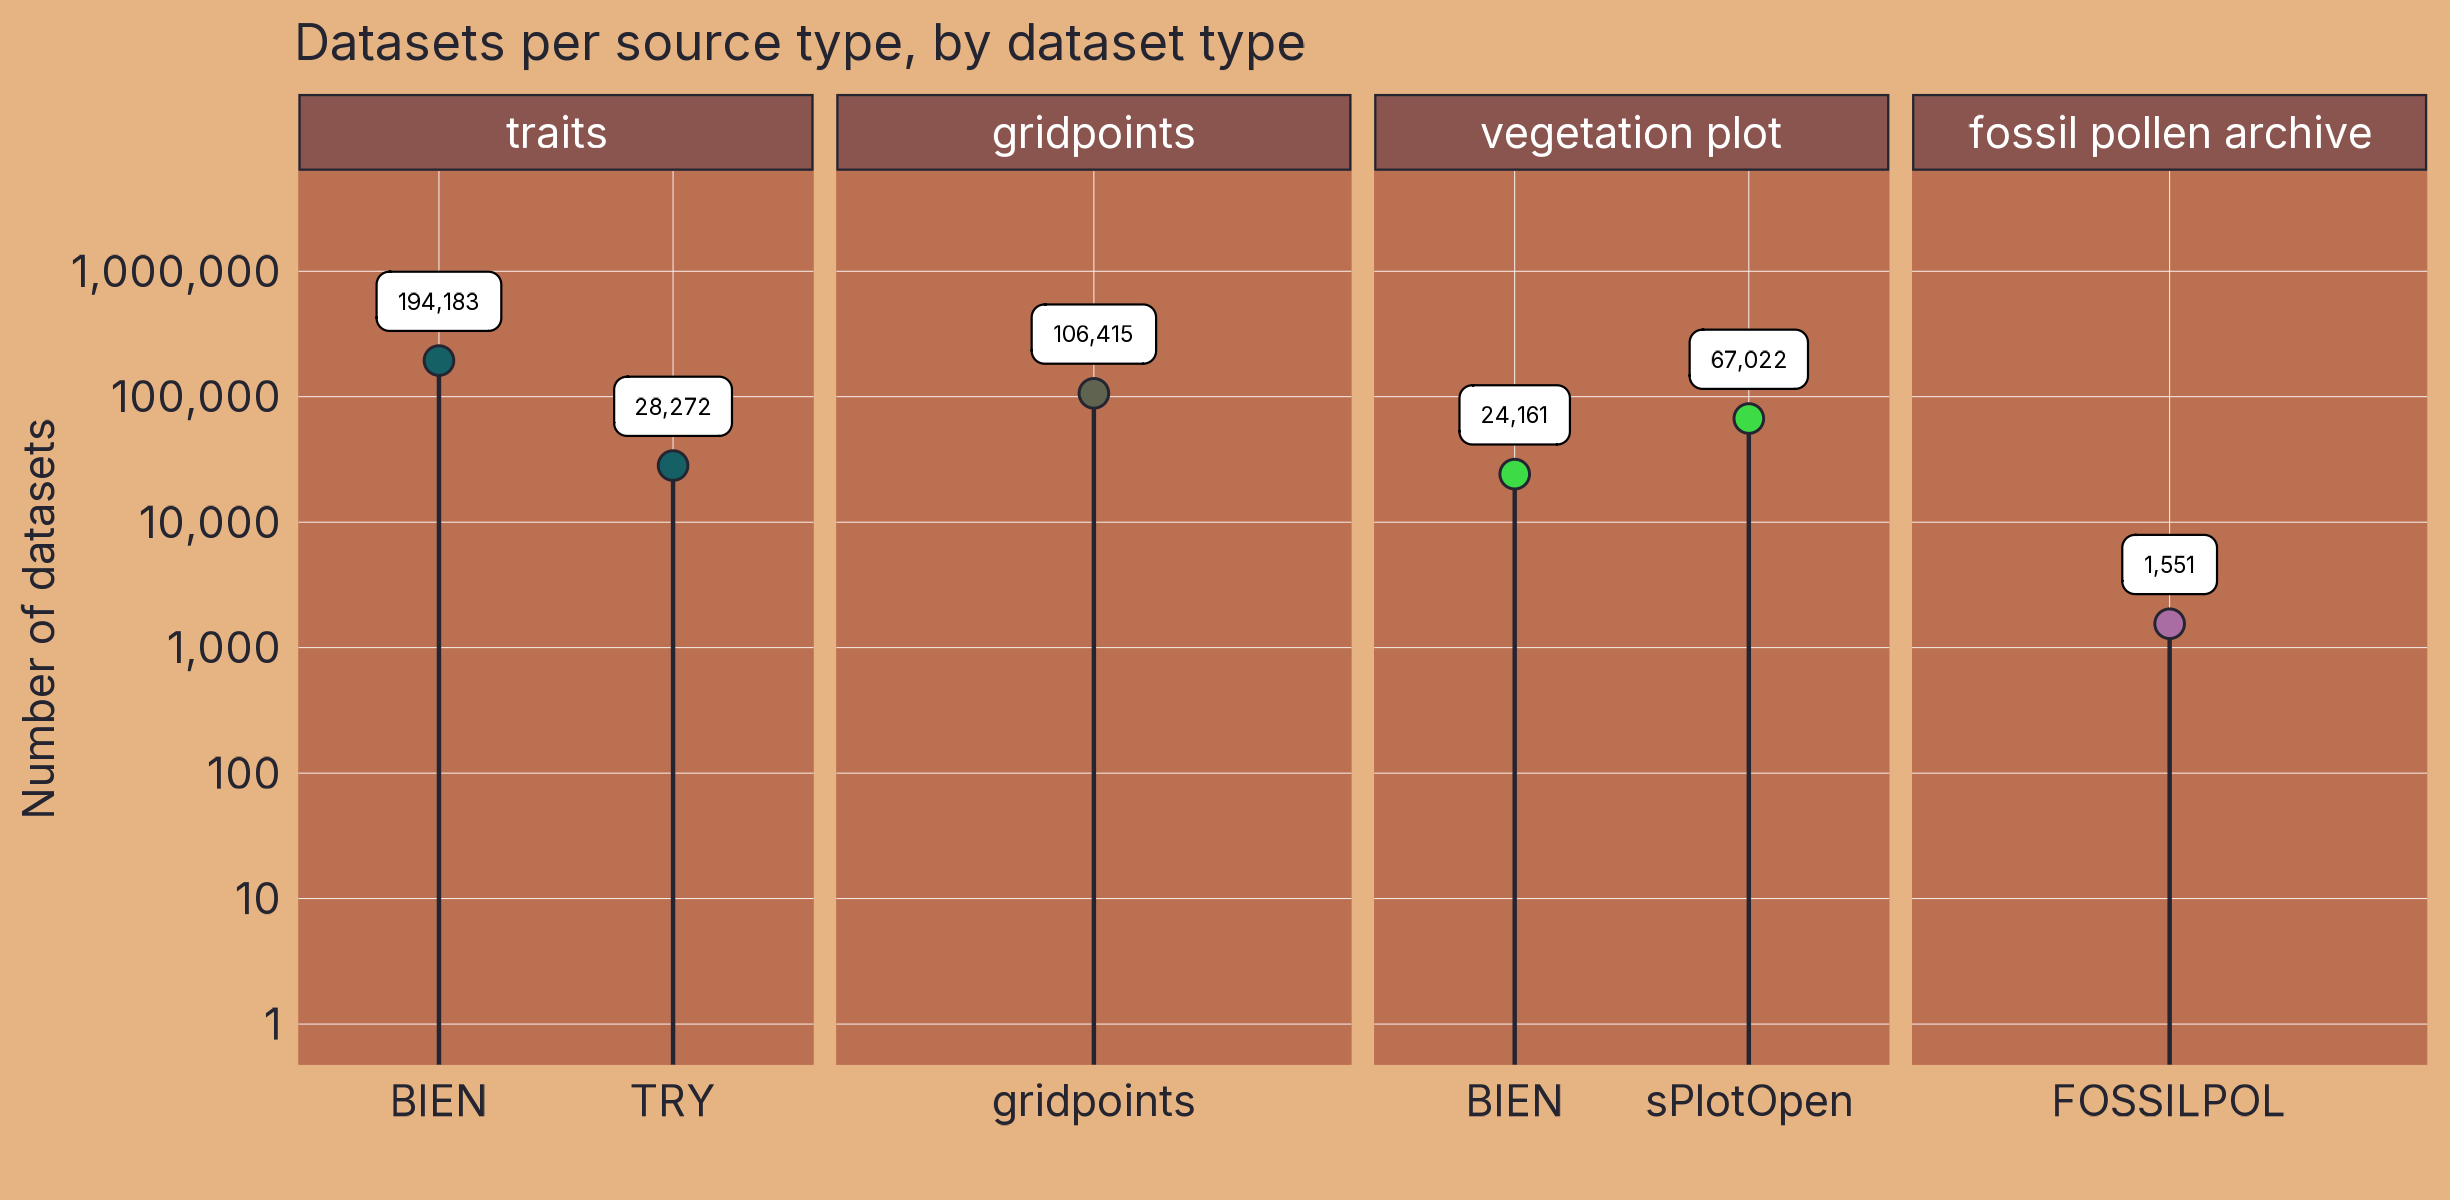 Datasets per source type, by dataset type
traits
gridpoints
vegetation plot
fossil pollen archive
Number of datasets
1,000,000
100,000
10,000
1,000
100
10
1
194,183
28,272
106,415
24,161
67,022
1,551
BIEN
TRY
gridpoints
BIEN
sPlotOpen
FOSSILPOL